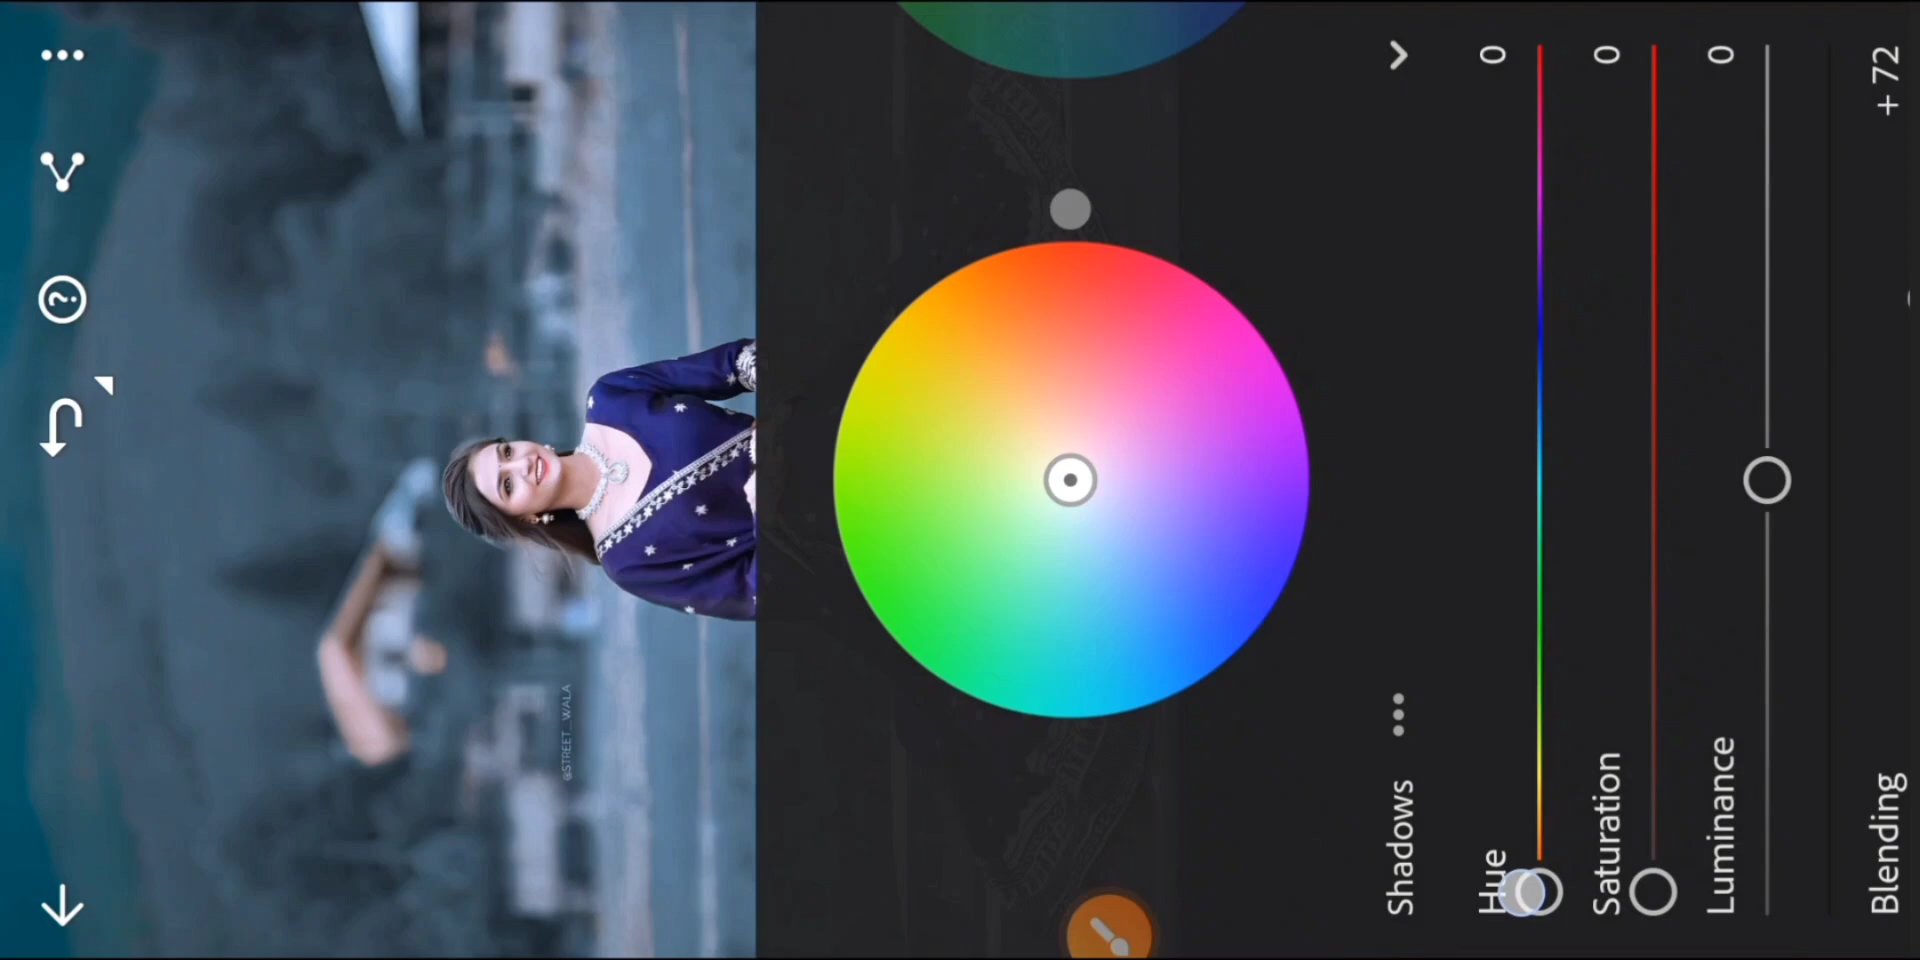 @STREET_WALA
Shadows
Hue 0
Saturation 0
Luminance 0
Blending + 72